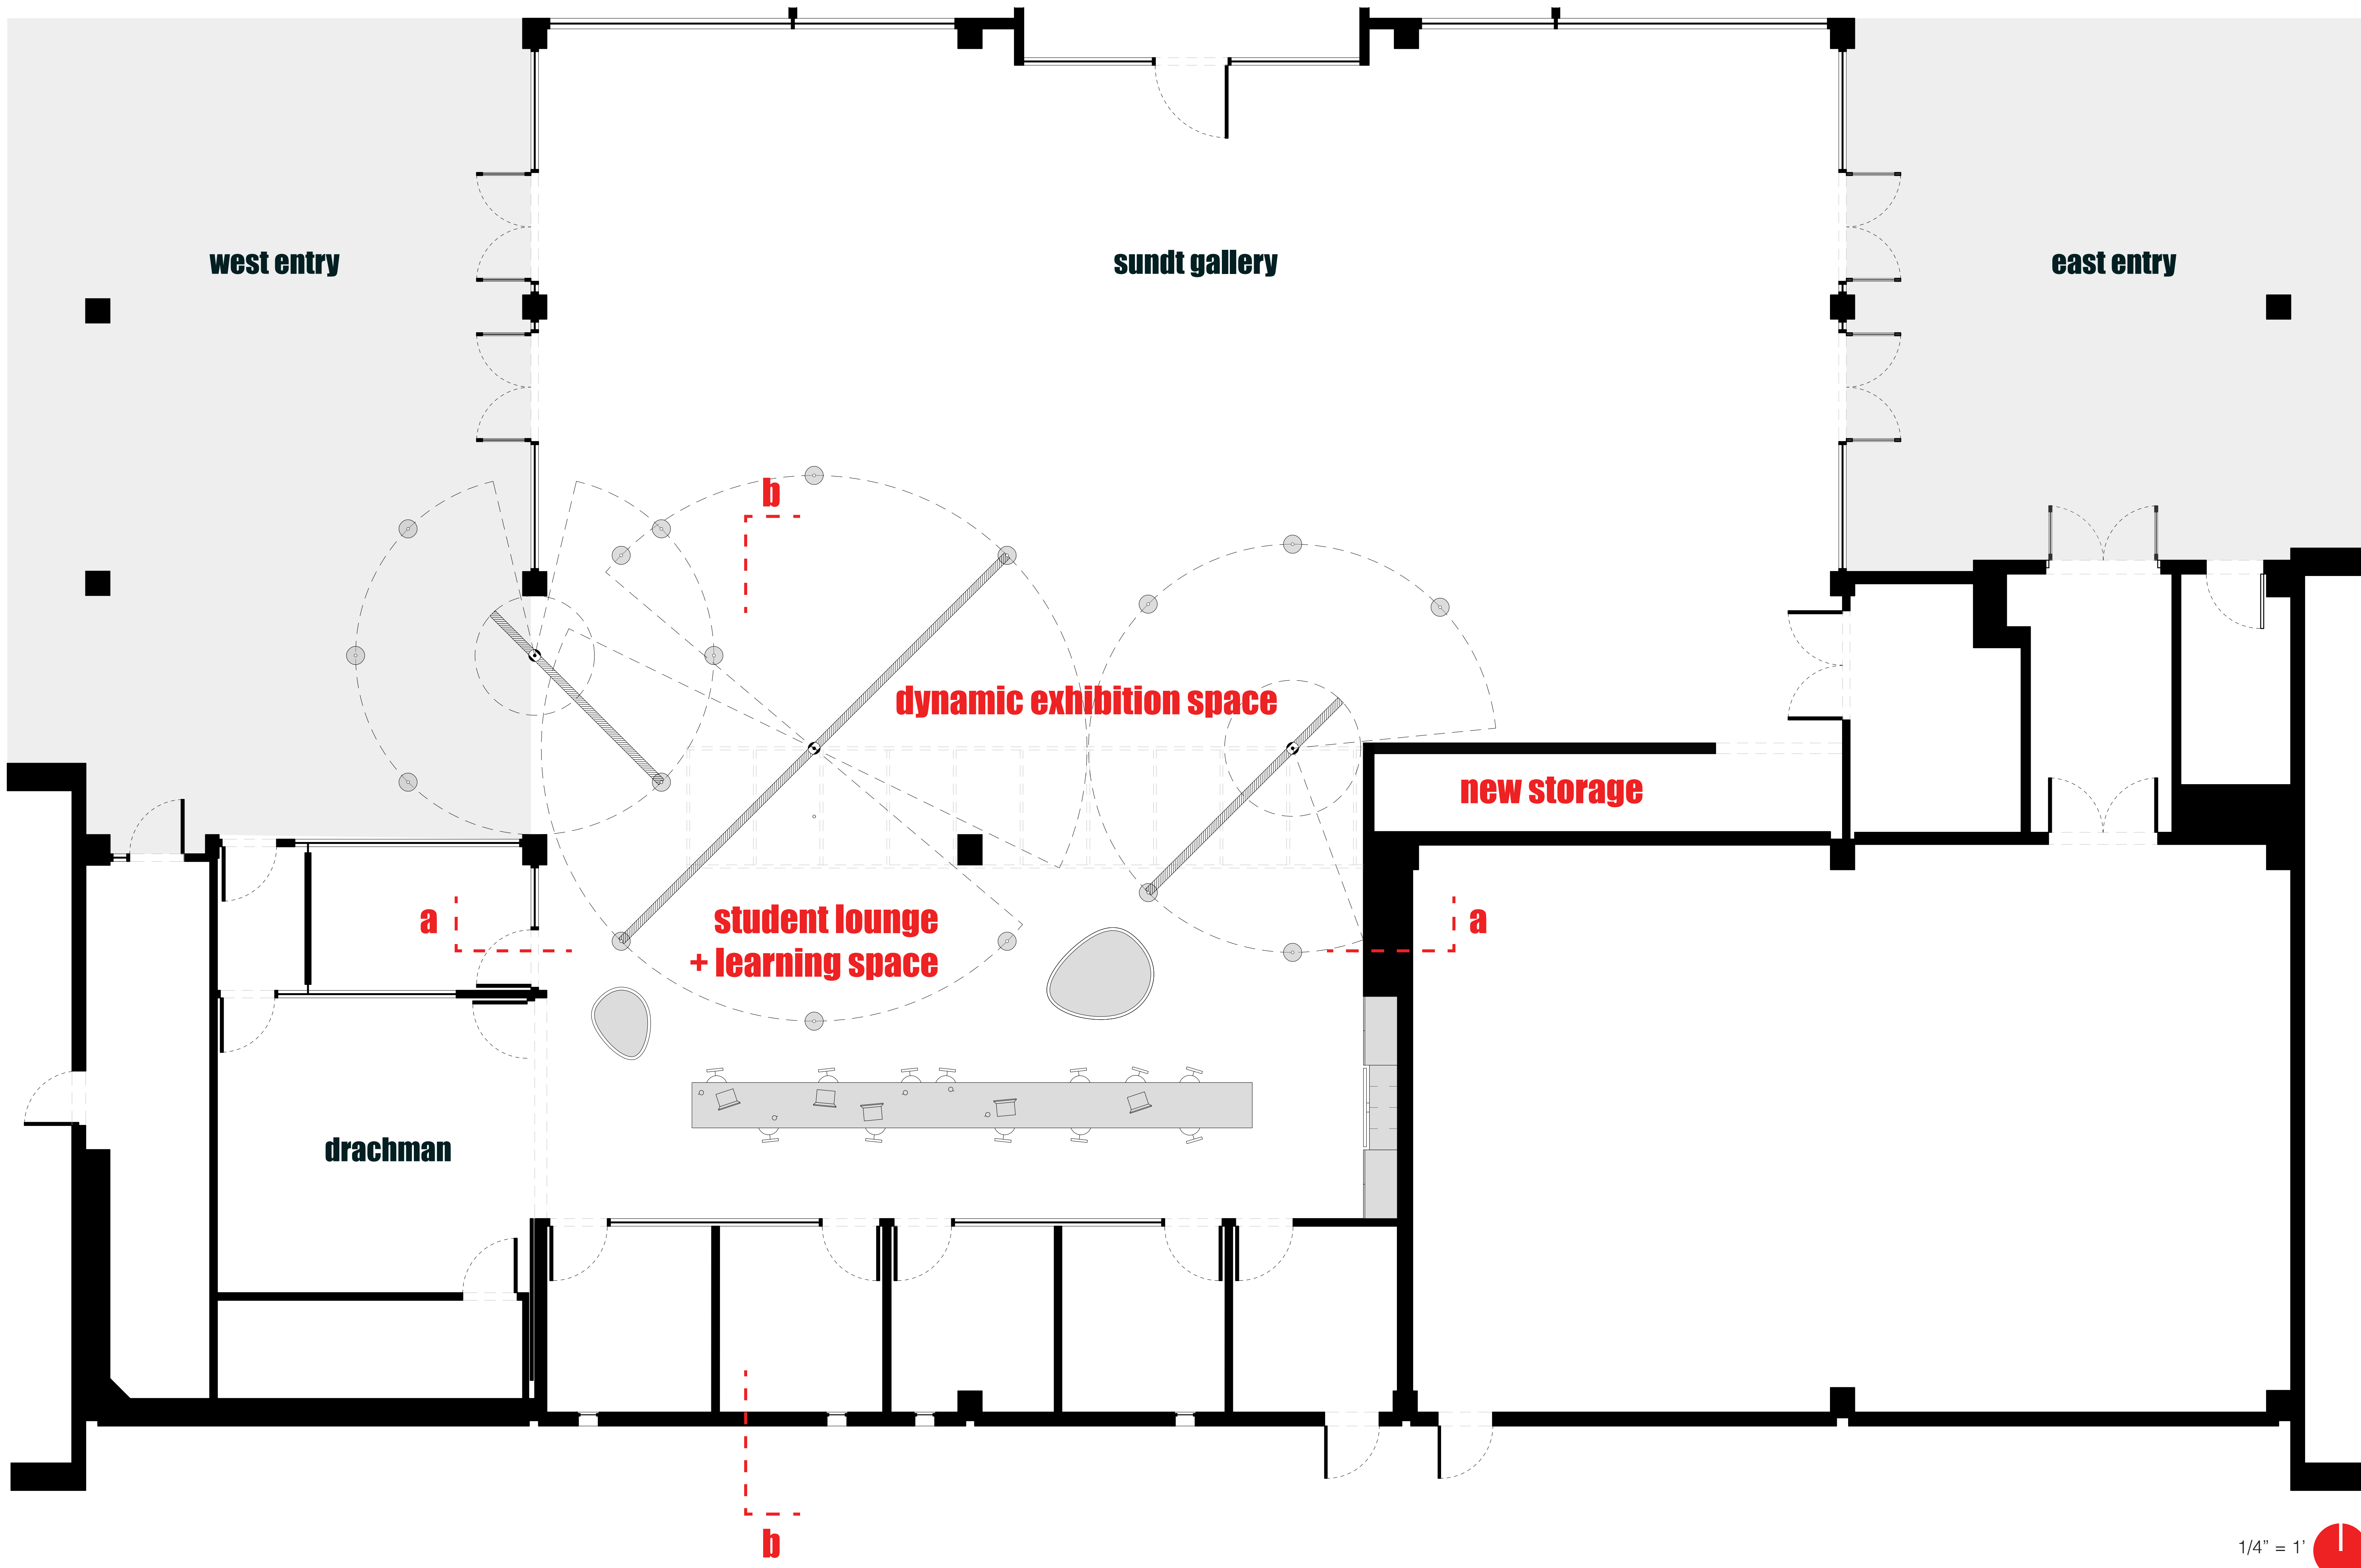 west entry
sundt gallery
east entry
b
dynamic exhibition space
new storage
a
student lounge
+ learning space
a
drachman
b
1/4” = 1’